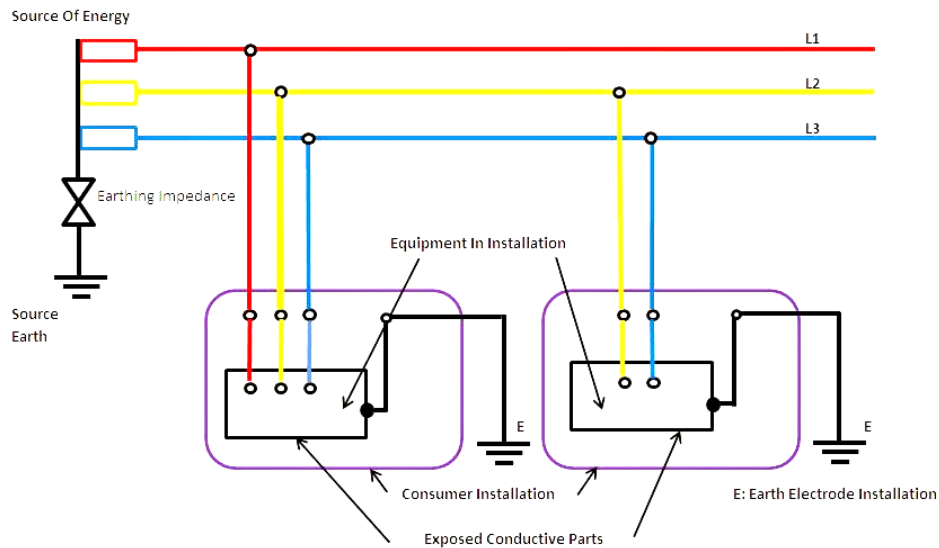 Source Of Energy
L1
L2
L3
Earthing Impedance
Equipment In Installation
Source
Earth
E
E
Consumer Installation
E: Earth Electrode Installation
Exposed Conductive Parts